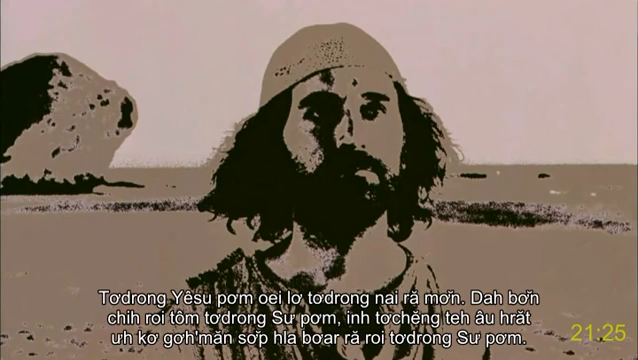 Tơdrong Yêsu pơm oei lơ tơdrong nai ră mơ̆n. Dah bơ̆n
chih roi tôm tơdrong Sư pơm, inh tơchĕng teh âu hrăt
ưh kơ gơh'măn sơ̆p hla bơar ră roi tơdrong Sư pơm.
21:25